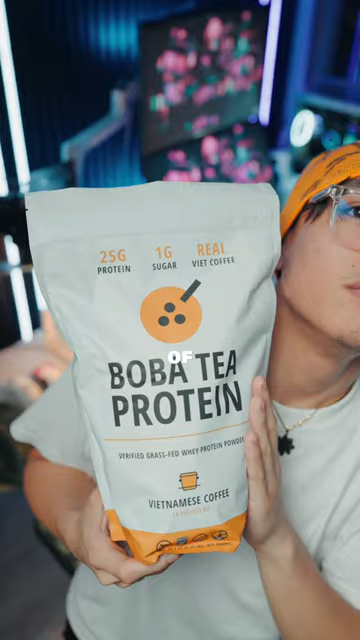 25G
PROTEIN
1G
SUGAR
REAL
VIET COFFEE
OF
BOBA TEA
PROTEIN
VERIFIED GRASS-FED WHEY PROTEIN POWDER
VIETNAMESE COFFEE